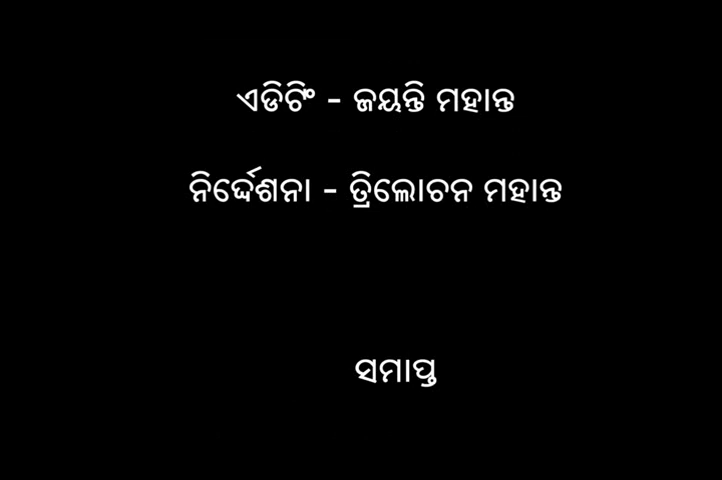 ଏଡିଟିଂ - ଜୟନ୍ତି ମହାନ୍ତ
ନିର୍ଦ୍ଦେଶନା - ତ୍ରିଲୋଚନ ମହାନ୍ତ
ସମାପ୍ତ